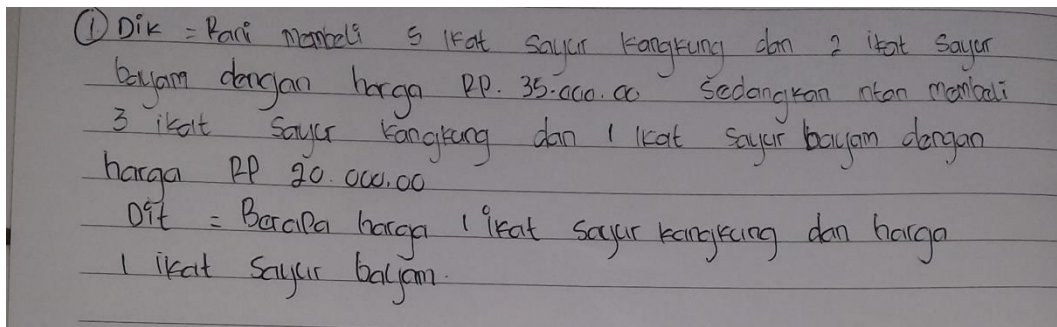 ① Dik = Rani membeli 5 ikat sayur kangkung dan 2 ikat sayur
bayam dengan harga RP. 35.000.00 sedangkan intan membeli
3 ikat sayur kangkung dan 1 ikat sayur bayam dengan
harga RP 20.000.00
Dit = Berapa harga 1 ikat sayur kangkung dan harga
1 ikat sayur bayam.